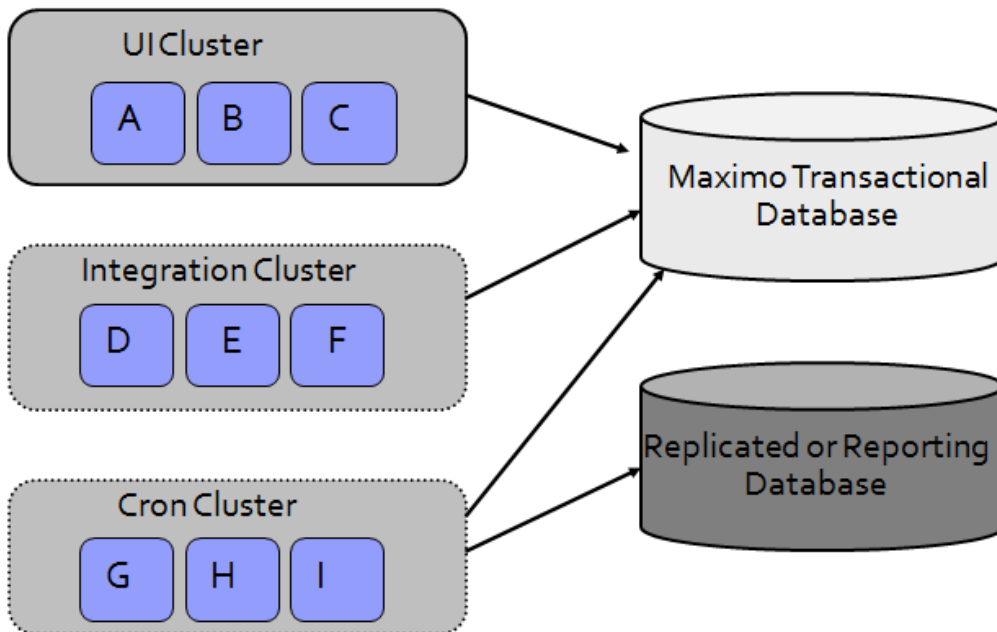 UI Cluster
A B C
Maximo Transactional
Database
Integration Cluster
D E F
Replicated or Reporting
Database
Cron Cluster
G H I